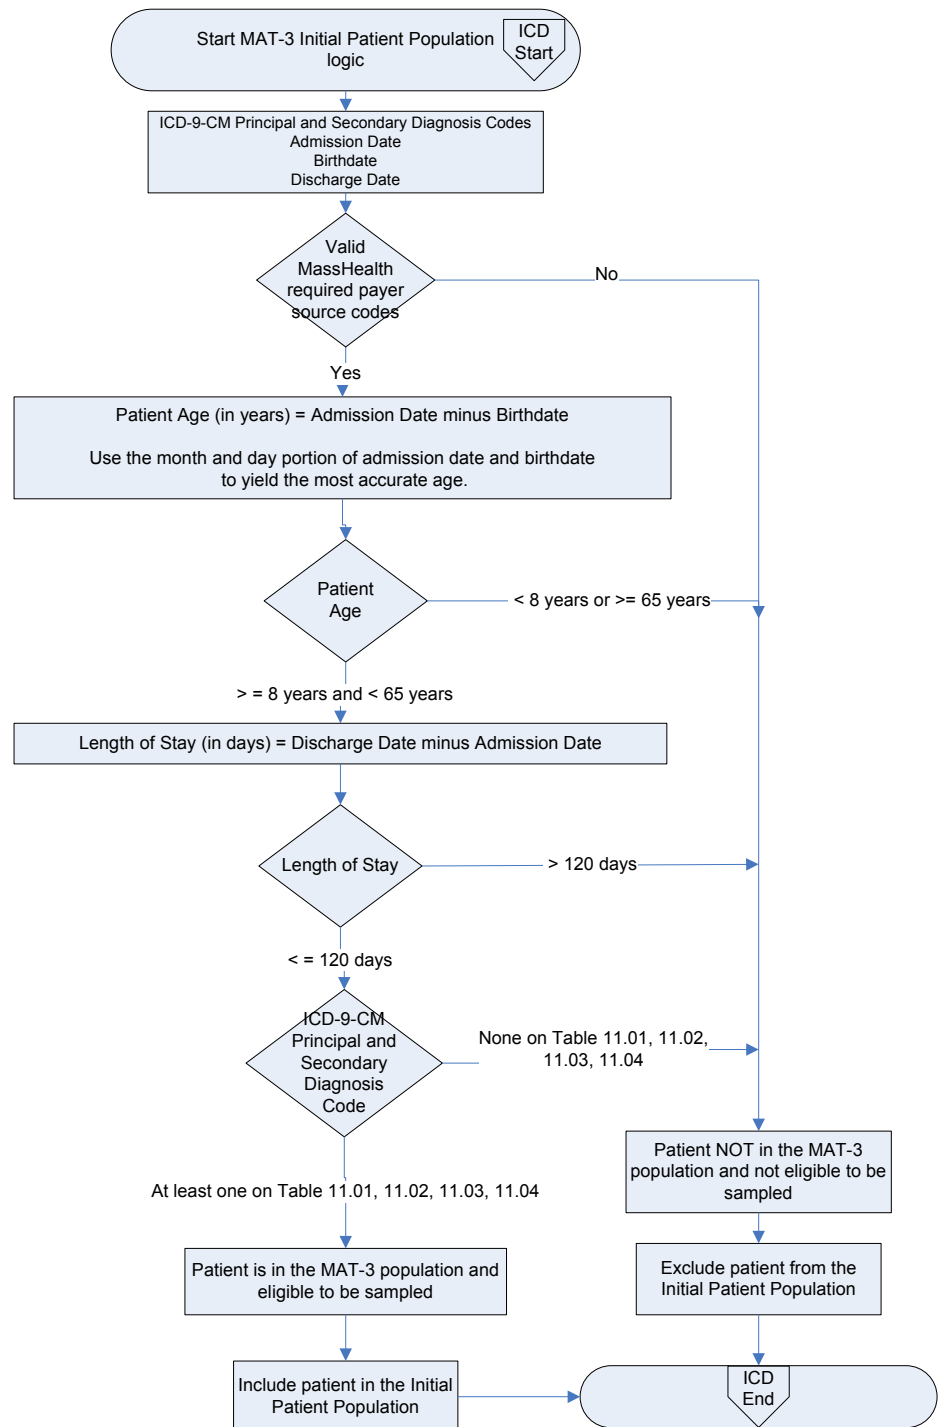 Start MAT-3 Initial Patient Population
logic
ICD
Start
ICD-9-CM Principal and Secondary Diagnosis Codes
Admission Date
Birthdate
Discharge Date
Valid
MassHealth
required payer
source codes
No
Yes
Patient Age (in years) = Admission Date minus Birthdate
Use the month and day portion of admission date and birthdate
to yield the most accurate age.
Patient
Age
< 8 years or >= 65 years
> = 8 years and < 65 years
Length of Stay (in days) = Discharge Date minus Admission Date
Length of Stay
> 120 days
< = 120 days
ICD-9-CM
Principal and
Secondary
Diagnosis
Code
None on Table 11.01, 11.02,
11.03, 11.04
At least one on Table 11.01, 11.02, 11.03, 11.04
Patient NOT in the MAT-3
population and not eligible to be
sampled
Patient is in the MAT-3 population and
eligible to be sampled
Exclude patient from the
Initial Patient Population
Include patient in the Initial
Patient Population
ICD
End